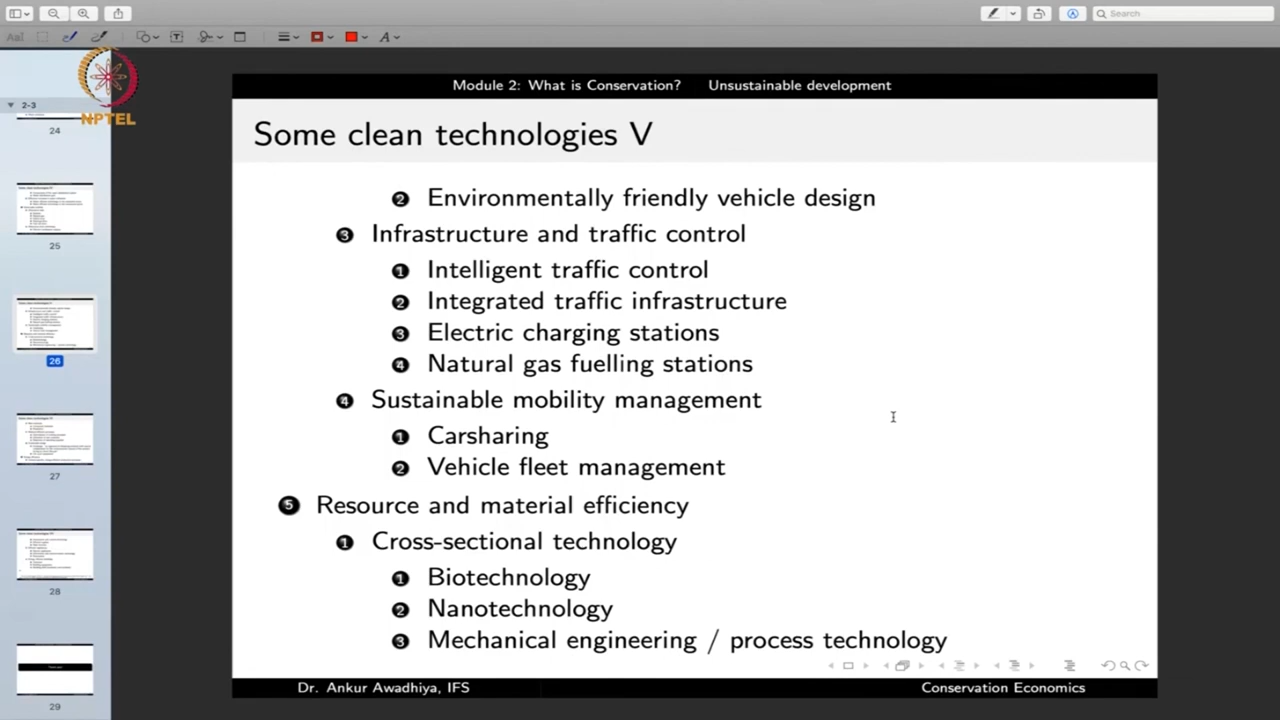 Search
2-3
NPTEL
24
25
26
27
28
29
Module 2: What is Conservation? Unsustainable development
Some clean technologies V
2 Environmentally friendly vehicle design
3 Infrastructure and traffic control
1 Intelligent traffic control
2 Integrated traffic infrastructure
3 Electric charging stations
4 Natural gas fuelling stations
4 Sustainable mobility management
1 Carsharing
2 Vehicle fleet management
5 Resource and material efficiency
1 Cross-sectional technology
1 Biotechnology
2 Nanotechnology
3 Mechanical engineering / process technology
Dr. Ankur Awadhiya, IFS Conservation Economics